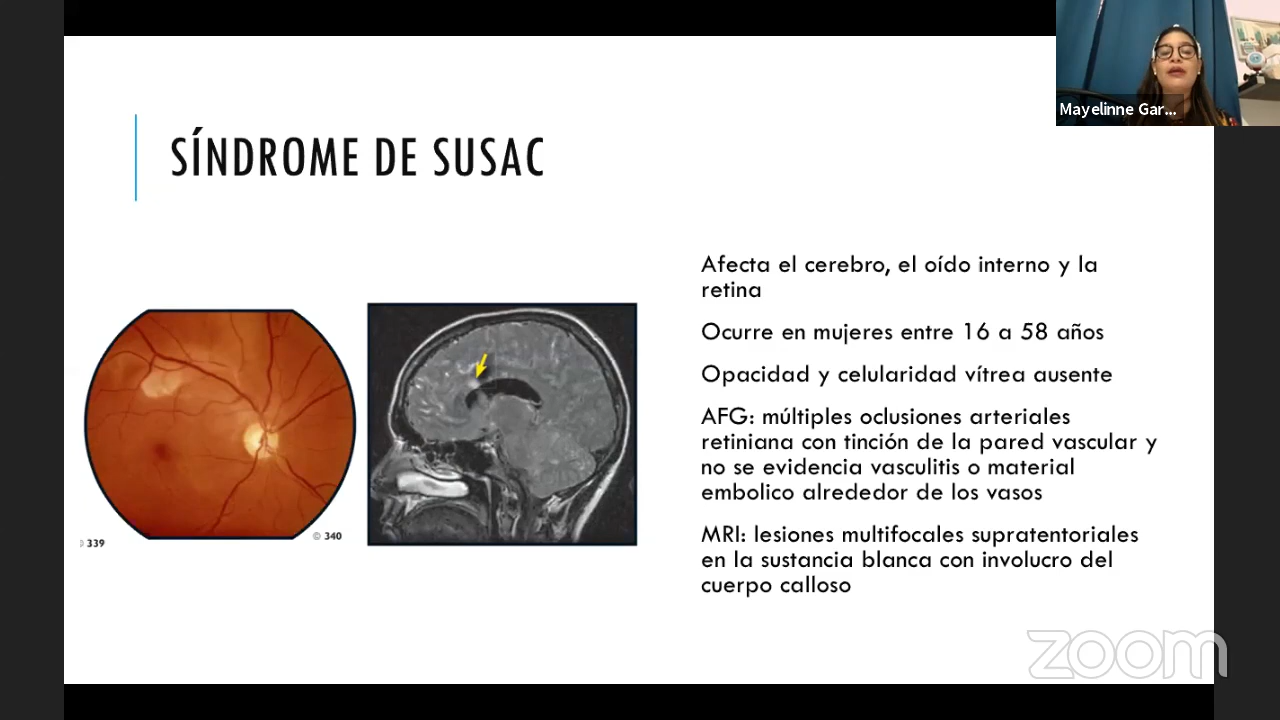 Mayelinne Gar...
SÍNDROME DE SUSAC
Afecta el cerebro, el oído interno y la
retina
Ocurre en mujeres entre 16 a 58 años
Opacidad y celularidad vítrea ausente
AFG: múltiples oclusiones arteriales
retiniana con tinción de la pared vascular y
no se evidencia vasculitis o material
embolico alrededor de los vasos
MRI: lesiones multifocales supratentoriales
en la sustancia blanca con involucro del
cuerpo calloso
© 339
© 340
zoom